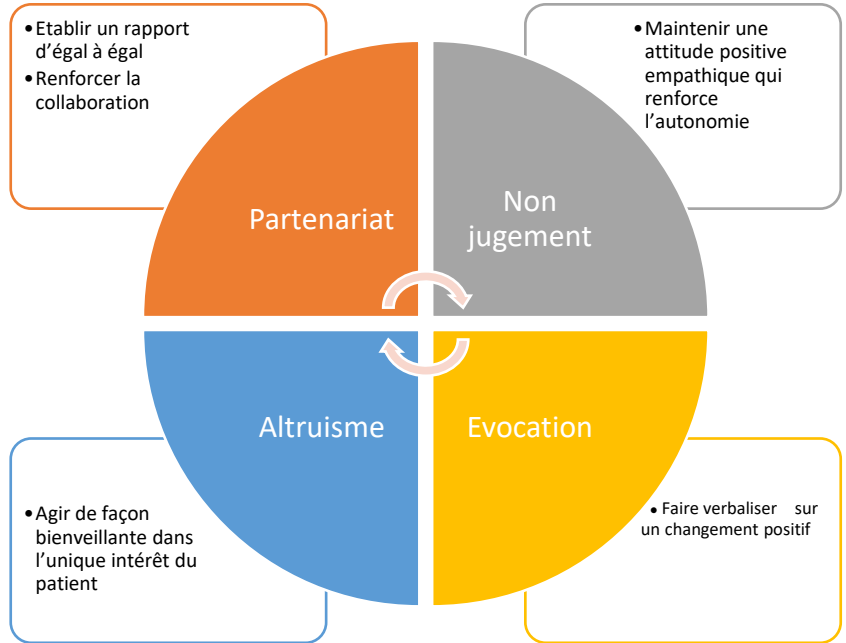 •Etablir un rapport
d’égal à égal
•Renforcer la
collaboration
•Maintenir une
attitude positive
empathique qui
renforce
l’autonomie
Partenariat
Non
jugement
Altruisme
Evocation
•Agir de façon
bienveillante dans
l’unique intérêt du
patient
• Faire verbaliser sur
un changement positif